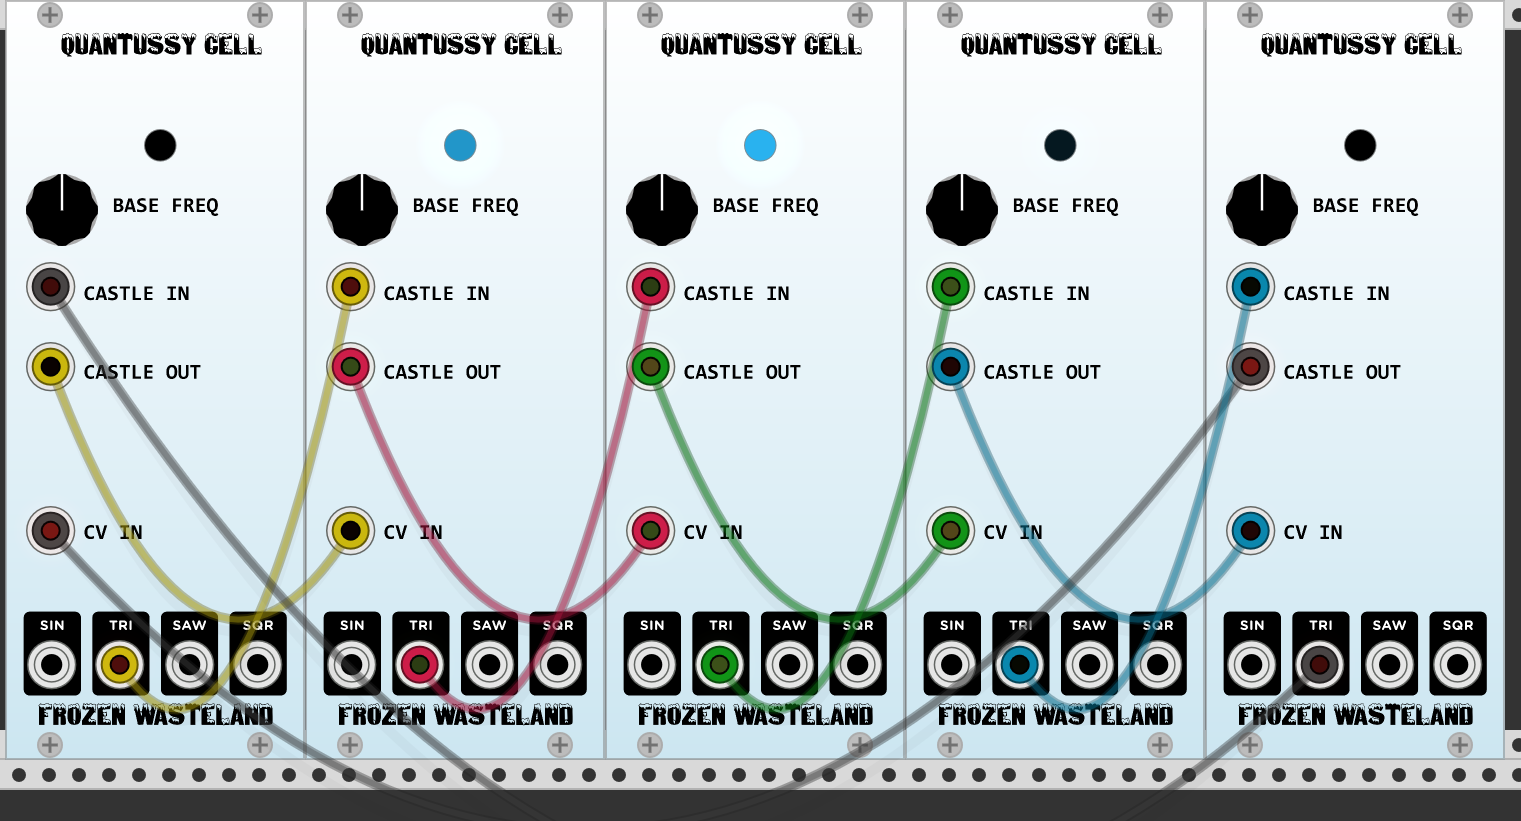 QUANTUSSY CELL QUANTUSSY CELL QUANTUSSY CELL QUANTUSSY CELL QUANTUSSY CELL
BASE FREQ BASE FREQ BASE FREQ BASE FREQ BASE FREQ
CASTLE IN CASTLE IN CASTLE IN CASTLE IN CASTLE IN
CASTLE OUT CASTLE OUT CASTLE OUT CASTLE OUT CASTLE OUT
CV IN CV IN CV IN CV IN CV IN
SIN TRI SAW SQR SIN TRI SAW SQR SIN TRI SAW SQR SIN TRI SAW SQR SIN TRI SAW SQR
FROZEN WASTELAND FROZEN WASTELAND FROZEN WASTELAND FROZEN WASTELAND FROZEN WASTELAND